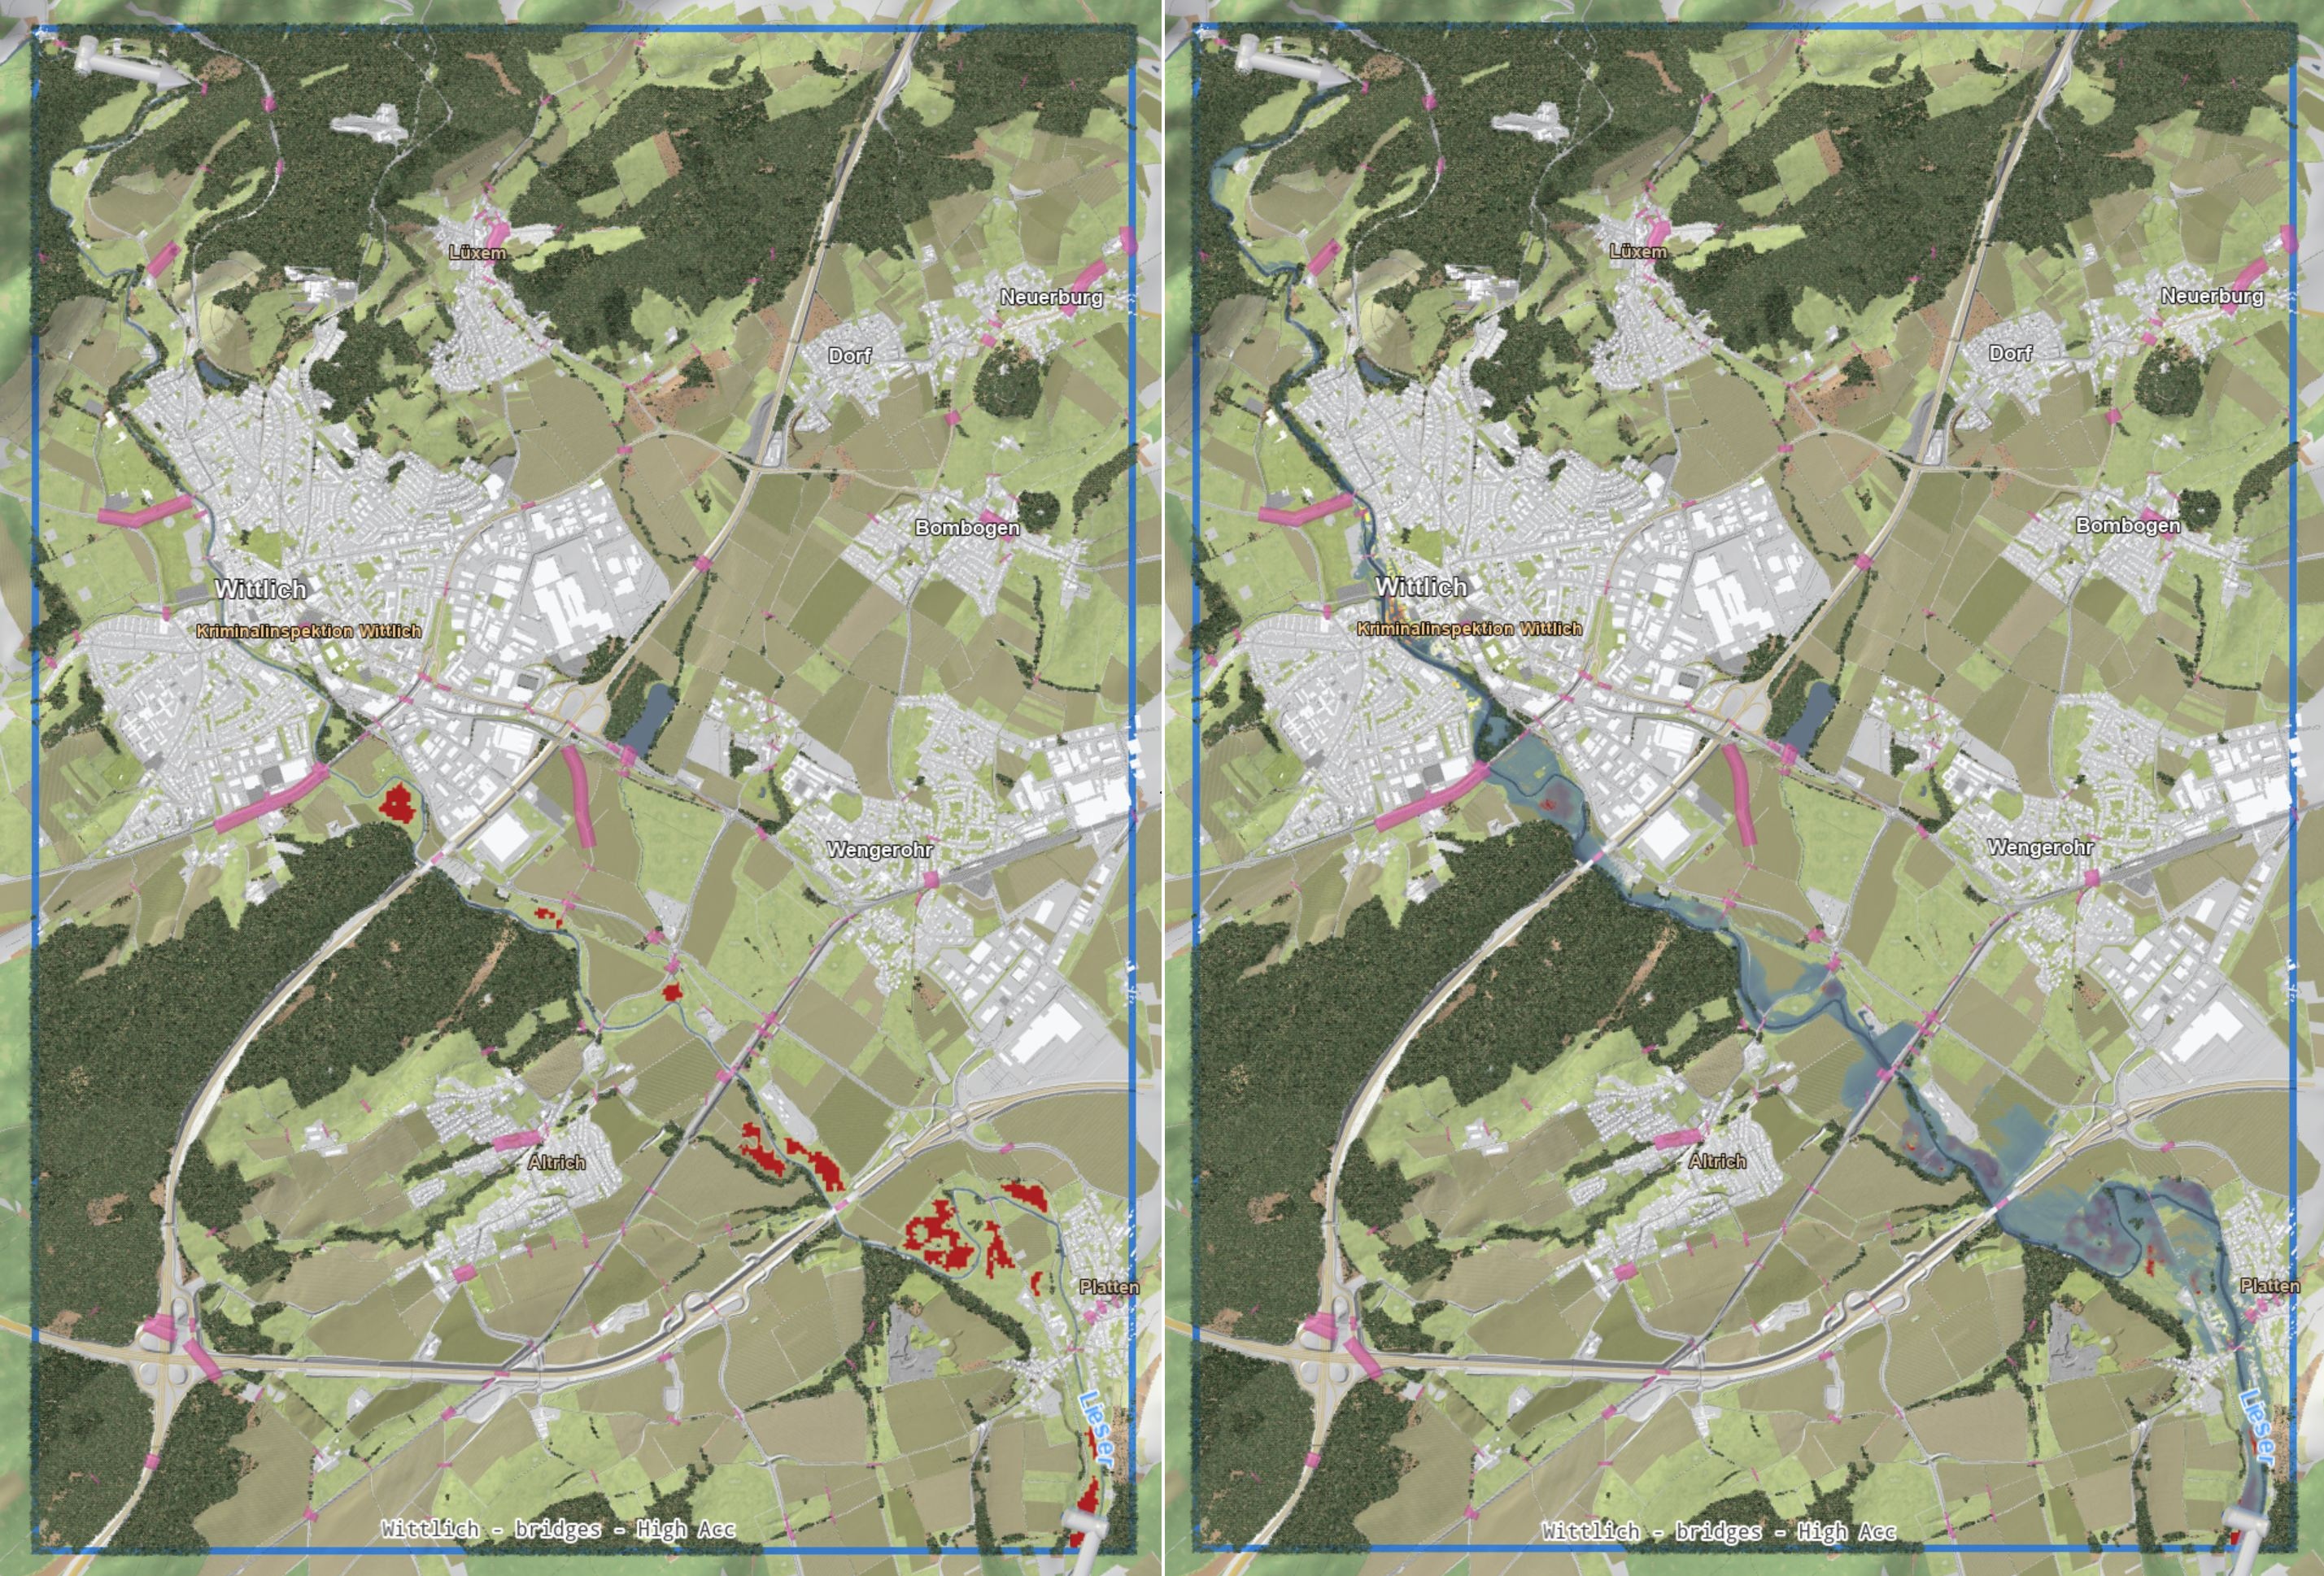 Lüxem
Neuerburg
Dorf
Bombogen
Wittlich
Kriminalinspektion Wittlich
Wengerohr
Altrich
Platten
Lieser
Wittlich - bridges - High Acc
Lüxem
Neuerburg
Dorf
Bombogen
Wittlich
Kriminalinspektion Wittlich
Wengerohr
Altrich
Platten
Lieser
Wittlich - bridges - High Acc